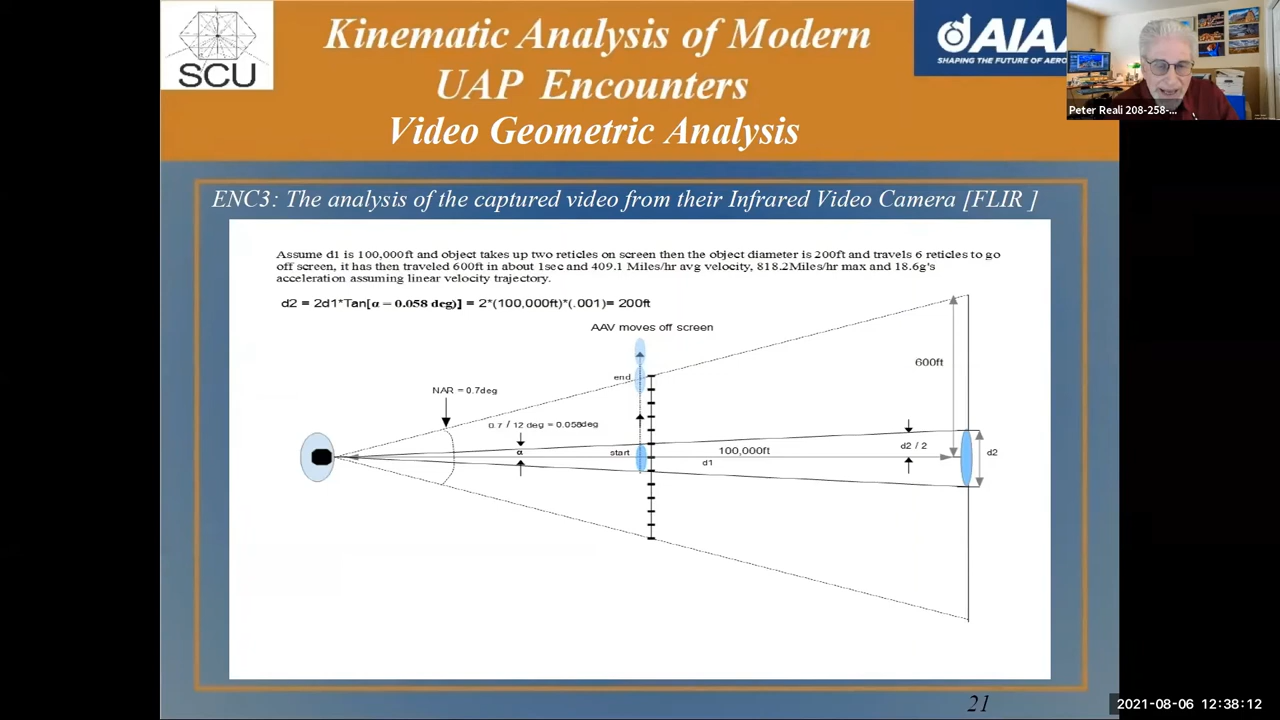 SCU
Kinematic Analysis of Modern
UAP Encounters
Video Geometric Analysis
SHAPING THE FUTURE OF AERO
Peter Reali 208-258-...
ENC3: The analysis of the captured video from their Infrared Video Camera [FLIR ]
Assume d1 is 100,000ft and object takes up two reticles on screen then the object diameter is 200ft and travels 6 reticles to go
off screen, it has then traveled 600ft in about 1sec and 409.1 Miles/hr avg velocity, 818.2Miles/hr max and 18.6g's
acceleration assuming linear velocity trajectory.
d2 = 2d1*Tan[α – 0.058 deg)] = 2*(100,000ft)*(.001)= 200ft
AAV moves off screen
600ft
end
NAR = 0.7deg
0.7 / 12 deg = 0.058deg
α
start
100,000ft
d1
d2 / 2
d2
21
2021-08-06 12:38:12